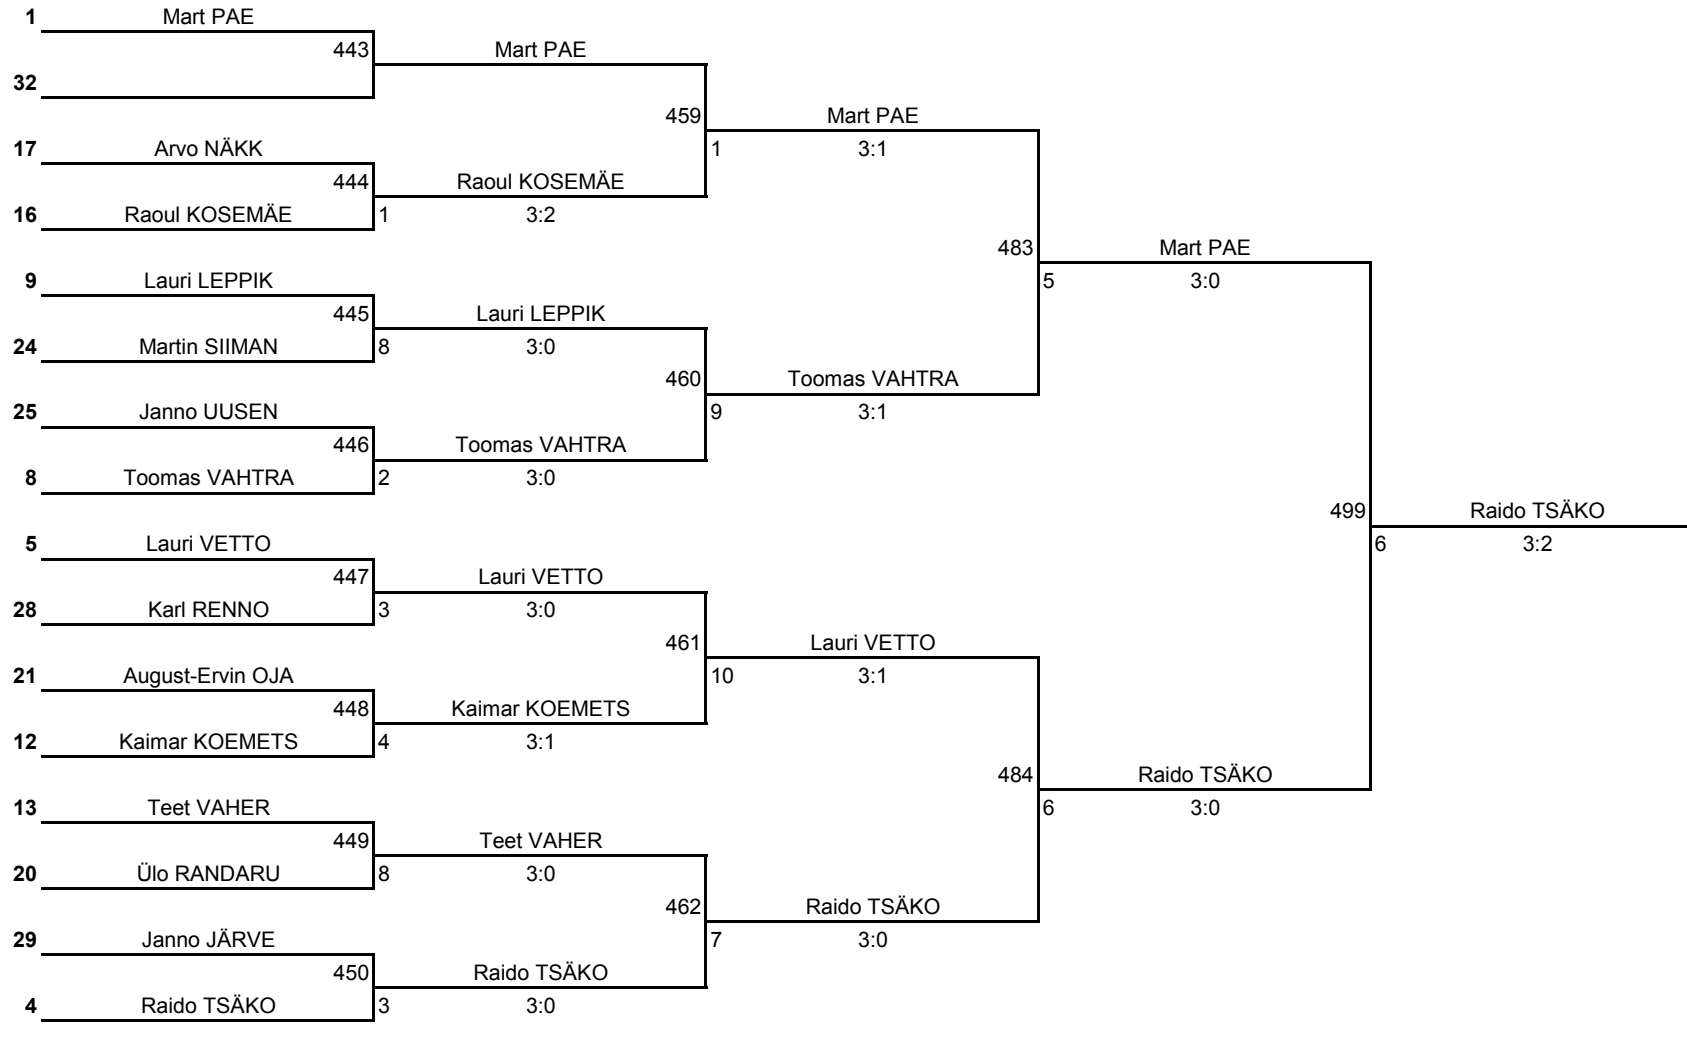 1 Mart PAE
443 Mart PAE
32
459 Mart PAE
17 Arvo NÄKK 1 3:1
444 Raoul KOSEMÄE
16 Raoul KOSEMÄE 1 3:2
483 Mart PAE
9 Lauri LEPPIK 5 3:0
445 Lauri LEPPIK
24 Martin SIIMAN 8 3:0
460 Toomas VAHTRA
25 Janno UUSEN 9 3:1
446 Toomas VAHTRA
8 Toomas VAHTRA 2 3:0
499 Raido TSÄKO
5 Lauri VETTO 6 3:2
447 Lauri VETTO
28 Karl RENNO 3 3:0
461 Lauri VETTO
21 August-Ervin OJA 10 3:1
448 Kaimar KOEMETS
12 Kaimar KOEMETS 4 3:1
484 Raido TSÄKO
13 Teet VAHER 6 3:0
449 Teet VAHER
20 Ülo RANDARU 8 3:0
462 Raido TSÄKO
29 Janno JÄRVE 7 3:0
450 Raido TSÄKO
4 Raido TSÄKO 3 3:0